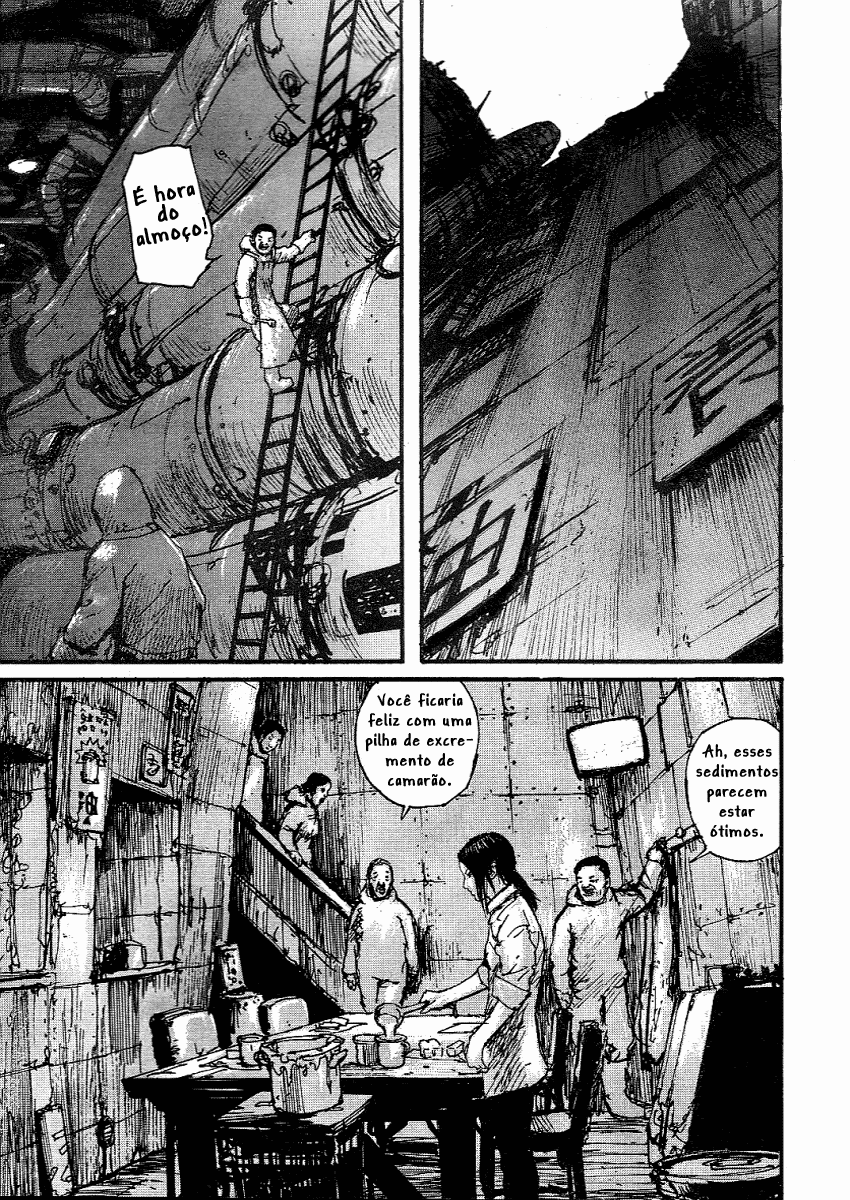 É hora
do
almoço!
Ah, esses
sedimentos
parecem
estar
ótimos.
Você ficaria
feliz com uma
pilha de excre-
mento de
camarão.
油